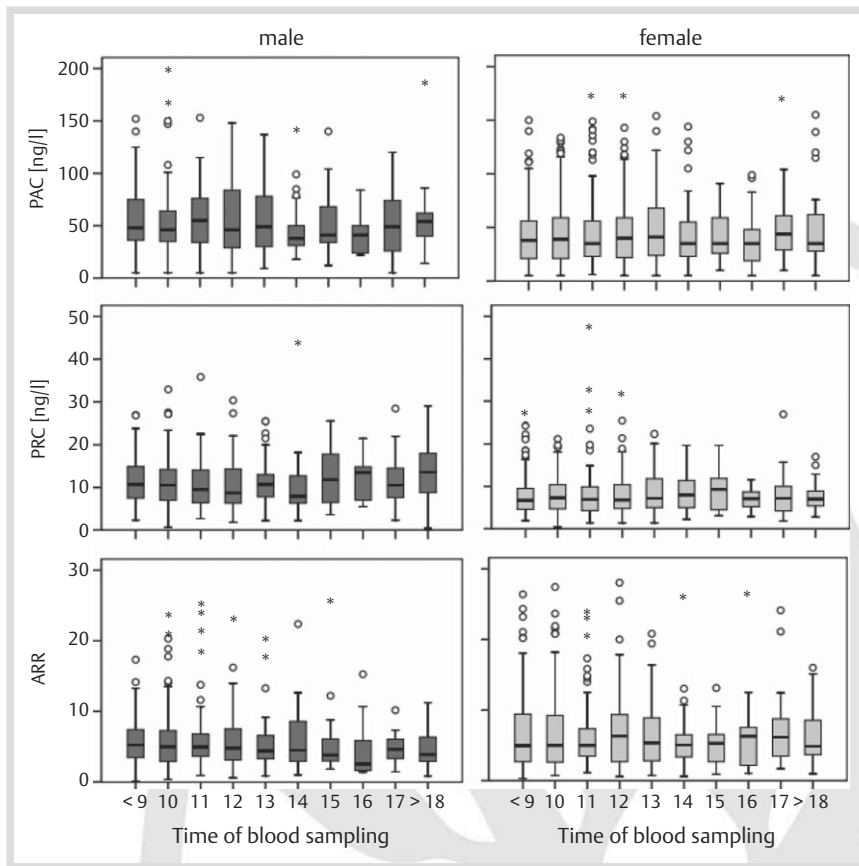 male female
PAC [ng/l]
200
150
100
50
0
PRC [ng/l]
50
40
30
20
10
0
ARR
30
20
10
0
< 9 10 11 12 13 14 15 16 17 > 18
< 9 10 11 12 13 14 15 16 17 > 18
Time of blood sampling Time of blood sampling